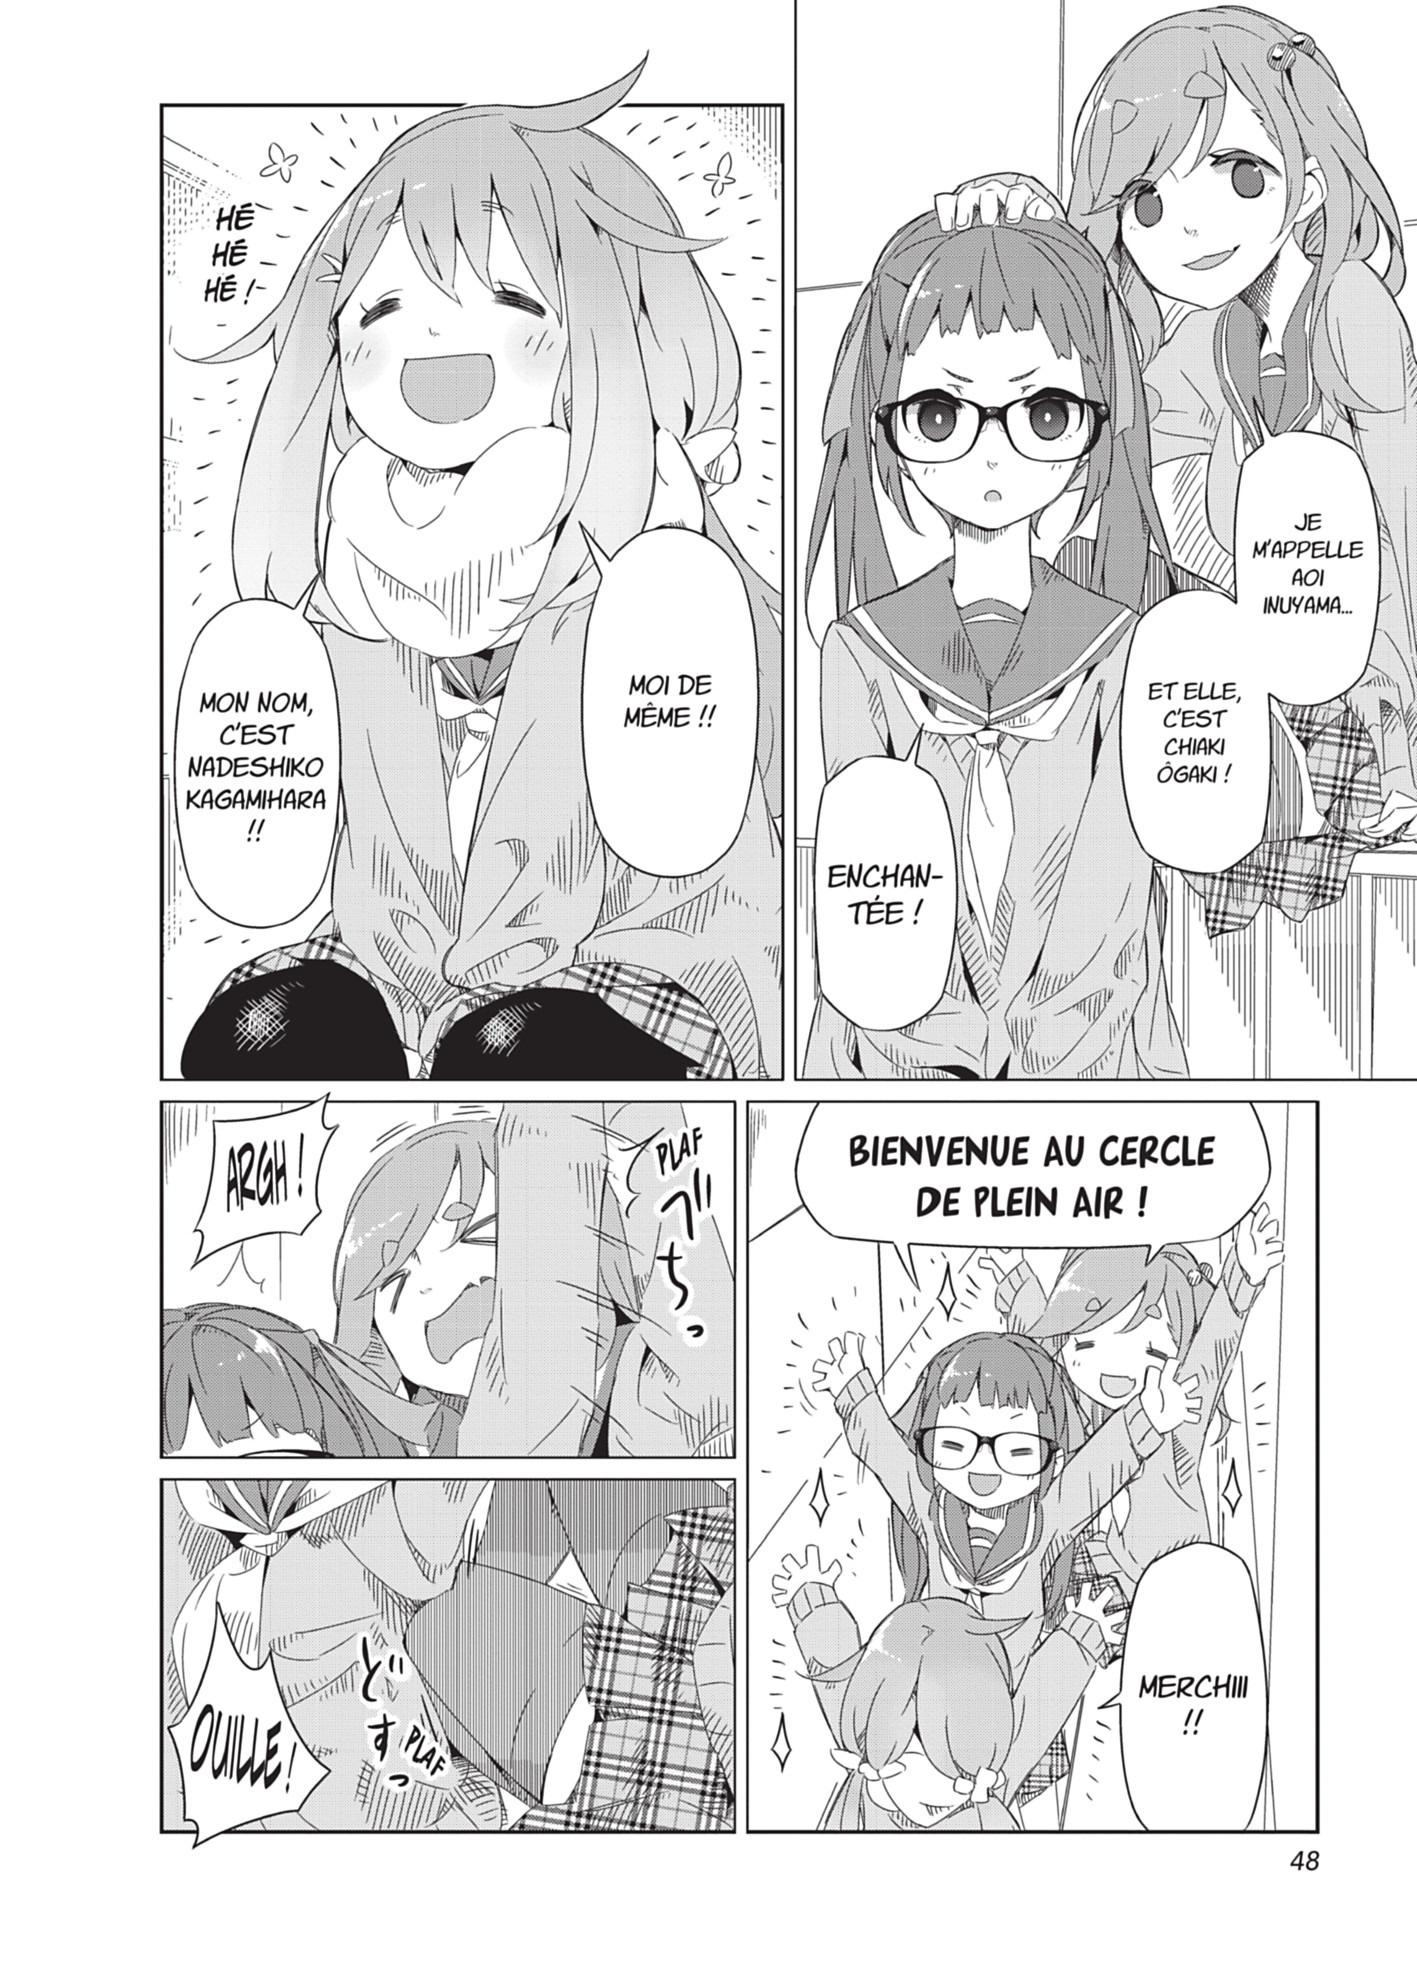 JE
M'APPELLE
AOI
INUYAMA...
ET ELLE,
C'EST
CHIAKI
ÔGAKI !
ENCHAN-
TÉE !
MOI DE
MÊME !!
MON NOM,
C'EST
NADESHIKO
KAGAMIHARA
!!
HÉ
HÉ
HÉ !
BIENVENUE AU CERCLE
DE PLEIN AIR !
MERCHIII
!!
PLAF
ブちっ
ARGH !
どすっ
PLAF
OUILLE !
48